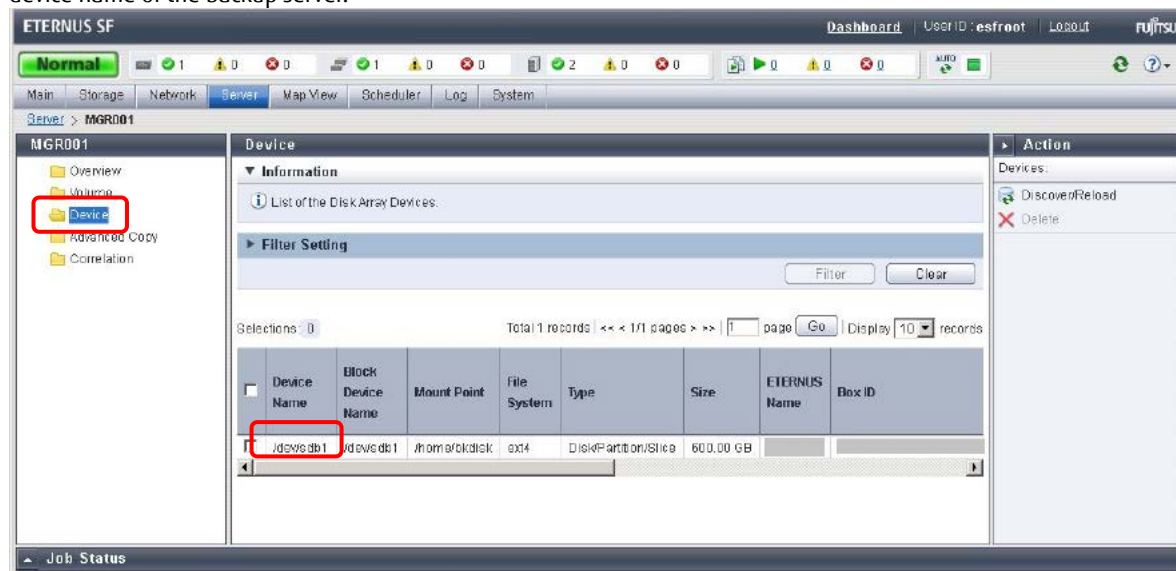 device name of the backup server.
ETERNUS SF
Dashboard | User ID : esfroot | Logout
FUJITSU
Normal 1 0 0 1 0 0 2 0 0 0 0 0 AUTO
Main Storage Network Server Map View Scheduler Log System
Server > MGR001
MGR001
Overview
Volume
Device
Advanced Copy
Correlation
Device
Information
List of the Disk Array Devices.
Filter Setting
Filter Clear
Selections: 0 Total 1 records | << < 1/1 pages > >> | 1 page Go | Display 10 records
Device Name Block Device Name Mount Point File System Type Size ETERNUS Name Box ID
/dev/sdb1 /dev/sdb1 /home/bkdisk ext4 Disk/Partition/Slice 600.00 GB
Action
Devices:
Discover/Reload
Delete
Job Status